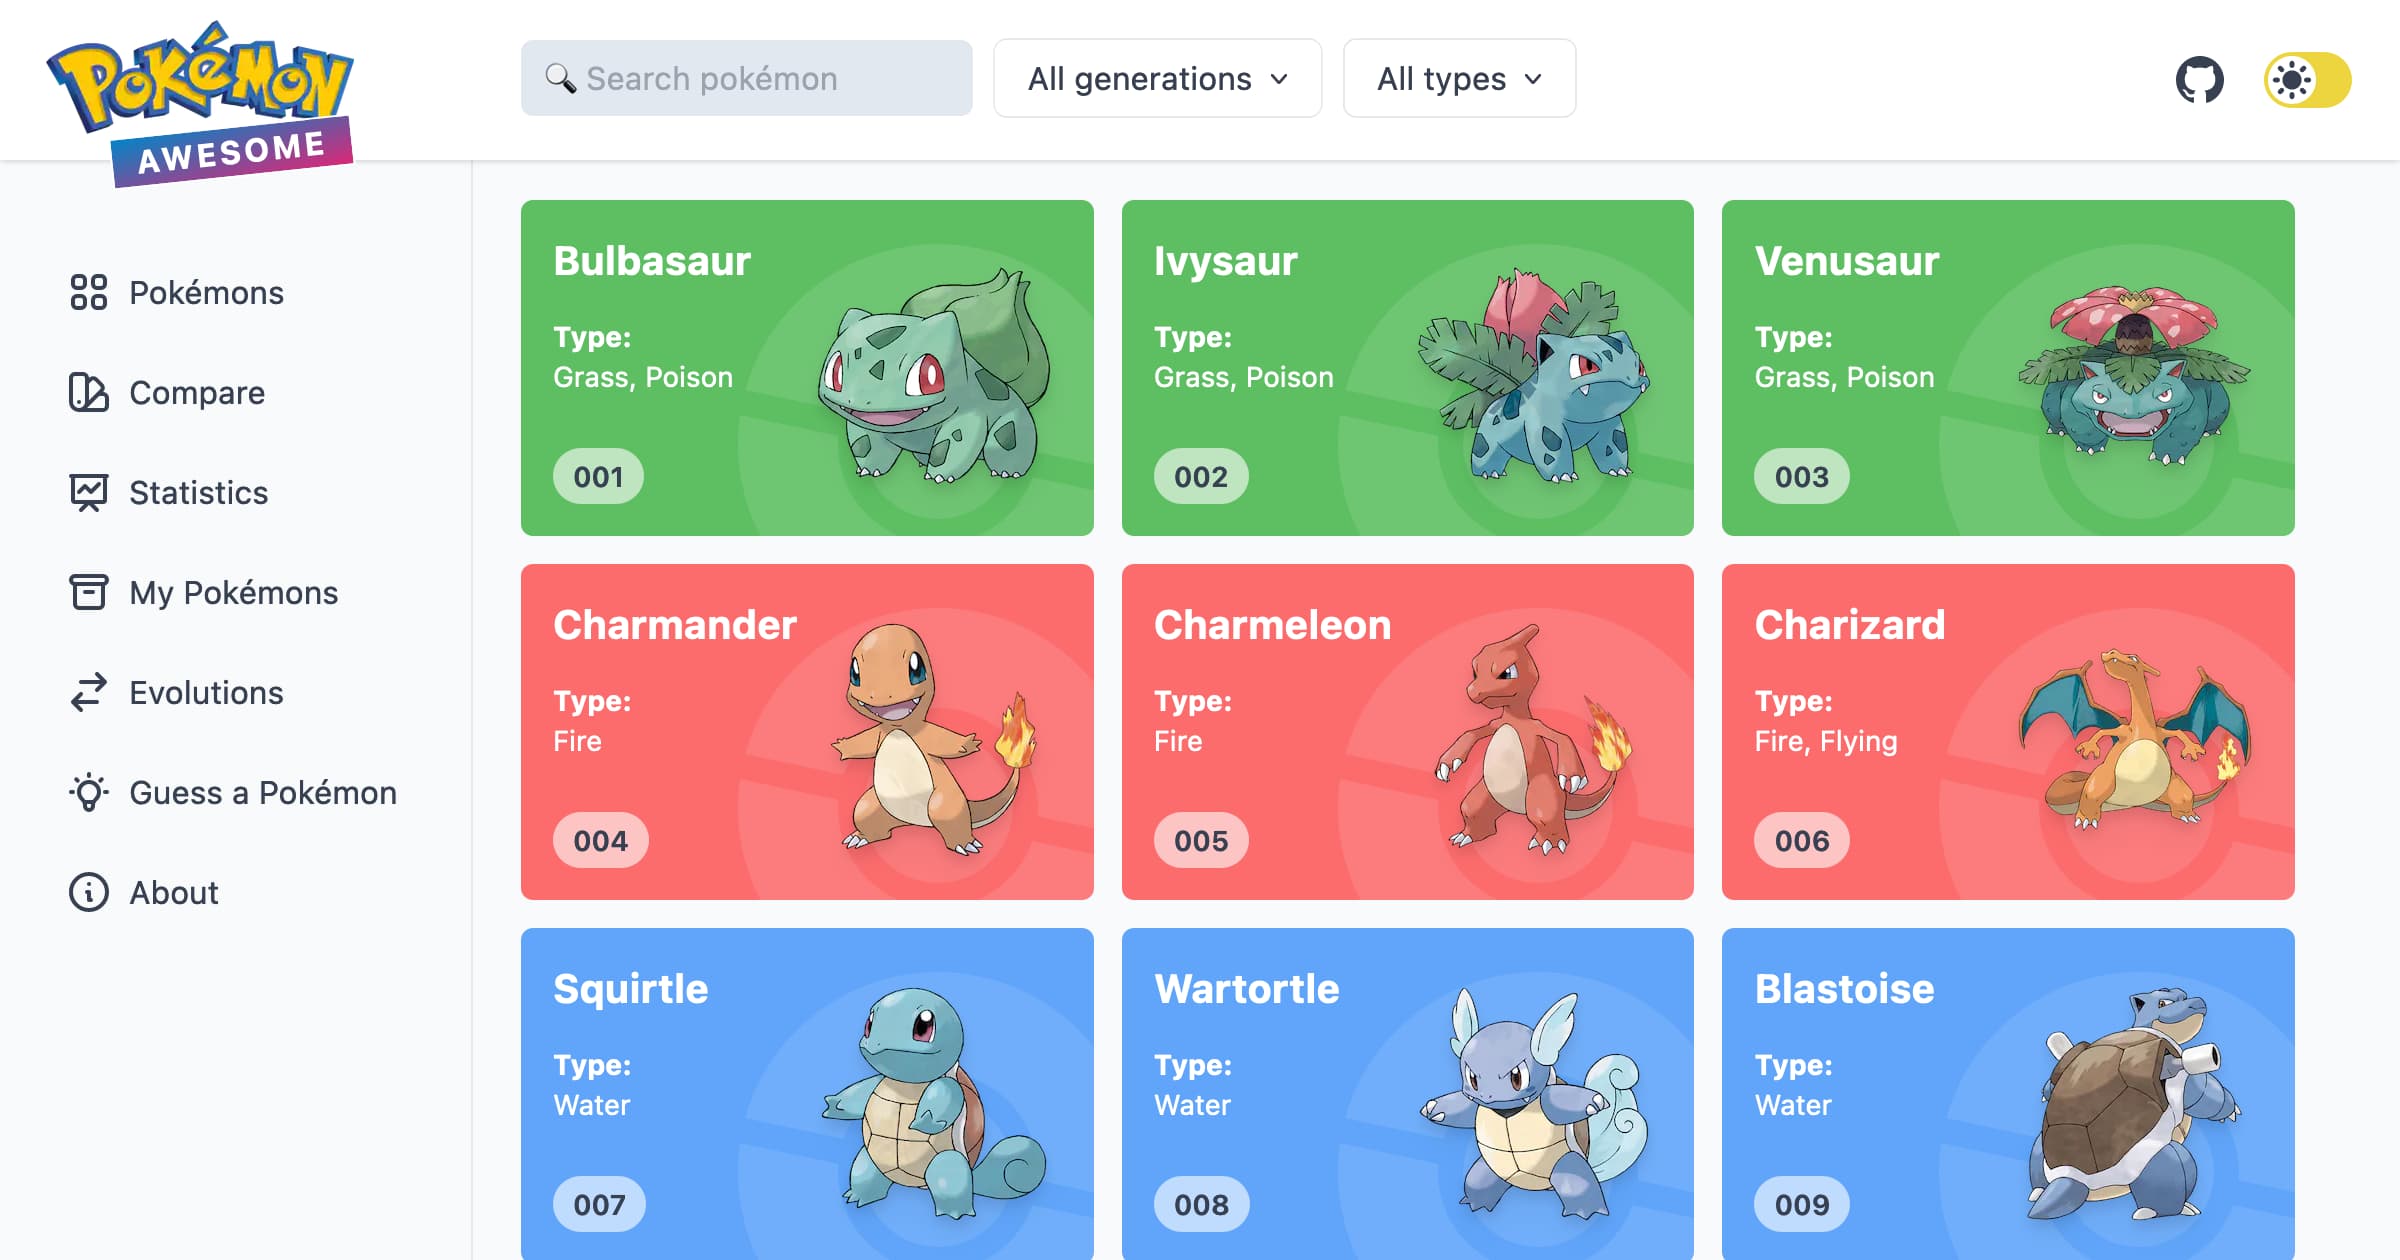 POKÉMON
AWESOME
🔍 Search pokémon
All generations
All types
Pokémons
Compare
Statistics
My Pokémons
Evolutions
Guess a Pokémon
About
Bulbasaur
Type:
Grass, Poison
001
Ivysaur
Type:
Grass, Poison
002
Venusaur
Type:
Grass, Poison
003
Charmander
Type:
Fire
004
Charmeleon
Type:
Fire
005
Charizard
Type:
Fire, Flying
006
Squirtle
Type:
Water
007
Wartortle
Type:
Water
008
Blastoise
Type:
Water
009